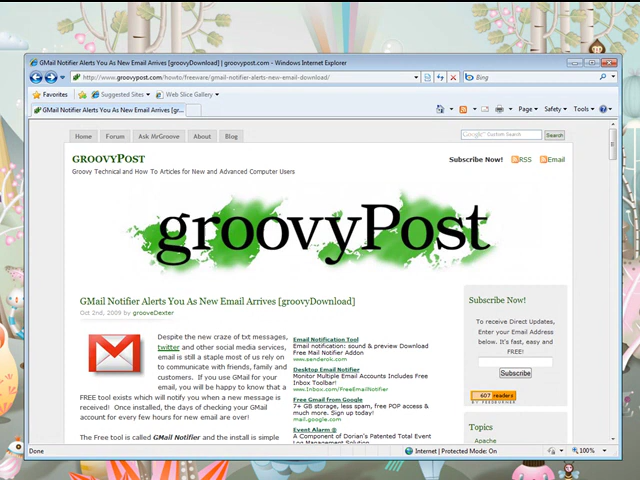 GMail Notifier Alerts You As New Email Arrives [groovyDownload] | groovypost.com - Windows Internet Explorer
http://www.groovypost.com/howto/freeware/gmail-notifier-alerts-new-email-download/
Bing
Favorites
Suggested Sites
Web Slice Gallery
GMail Notifier Alerts You As New Email Arrives [gr...
Page
Safety
Tools
Home
Forum
Ask MrGroove
About
Blog
Google Custom Search
Search
GROOVYPOST
Subscribe Now!
RSS
Email
Groovy Technical and How To Articles for New and Advanced Computer Users
groovyPost
GMail Notifier Alerts You As New Email Arrives [groovyDownload]
Oct 2nd, 2009 by grooveDexter
Despite the new craze of txt messages,
twitter and other social media services,
email is still a staple most of us rely on
to communicate with friends, family and
customers. If you use GMail for your
email, you will be happy to know that a
FREE tool exists which will notify you when a new message is
received! Once installed, the days of checking your GMail
account for every few hours for new email are over!
The Free tool is called GMail Notifier and the install is simple
Email Notification Tool
Email notification: sound & preview Download
Free Mail Notifier Addon
www.senderok.com
Desktop Email Notifier
Monitor Multiple Email Accounts Includes Free
Inbox Toolbar!
www.Inbox.com/FreeEmailNotifier
Free Gmail from Google
7+ GB storage, less spam, free POP access &
much more. Sign up today!
mail.google.com
Event Alarm ®
A Component of Dorian's Patented Total Event
Log Management Solution
Subscribe Now!
To receive Direct Updates,
Enter your Email Address
below. It's fast, easy and
FREE!
Subscribe
607 readers
BY FEEDBURNER
Topics
Apache
Done
Internet | Protected Mode: On
100%